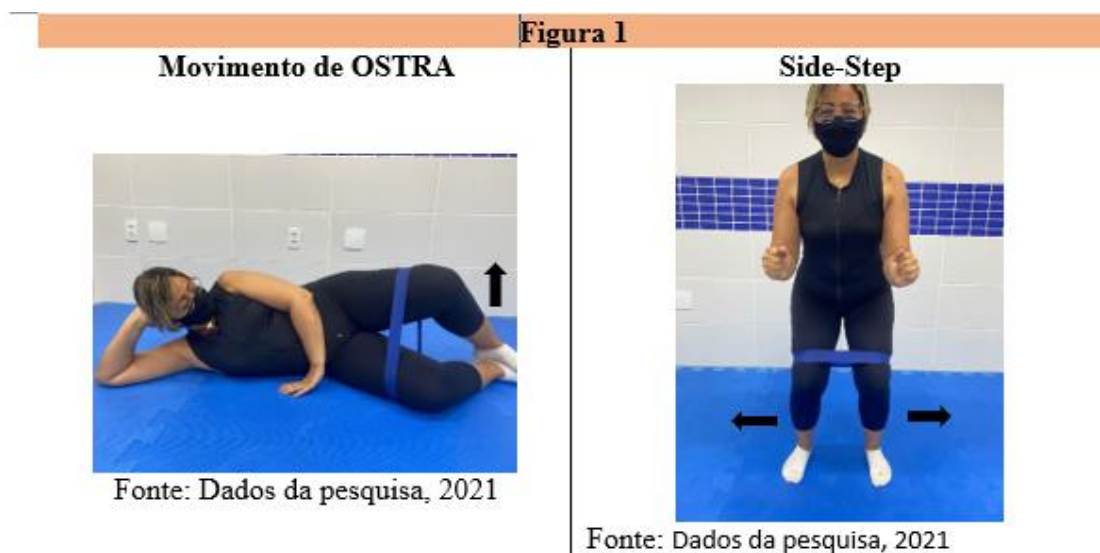 Figura 1
Movimento de OSTRA
Side-Step
Fonte: Dados da pesquisa, 2021
Fonte: Dados da pesquisa, 2021